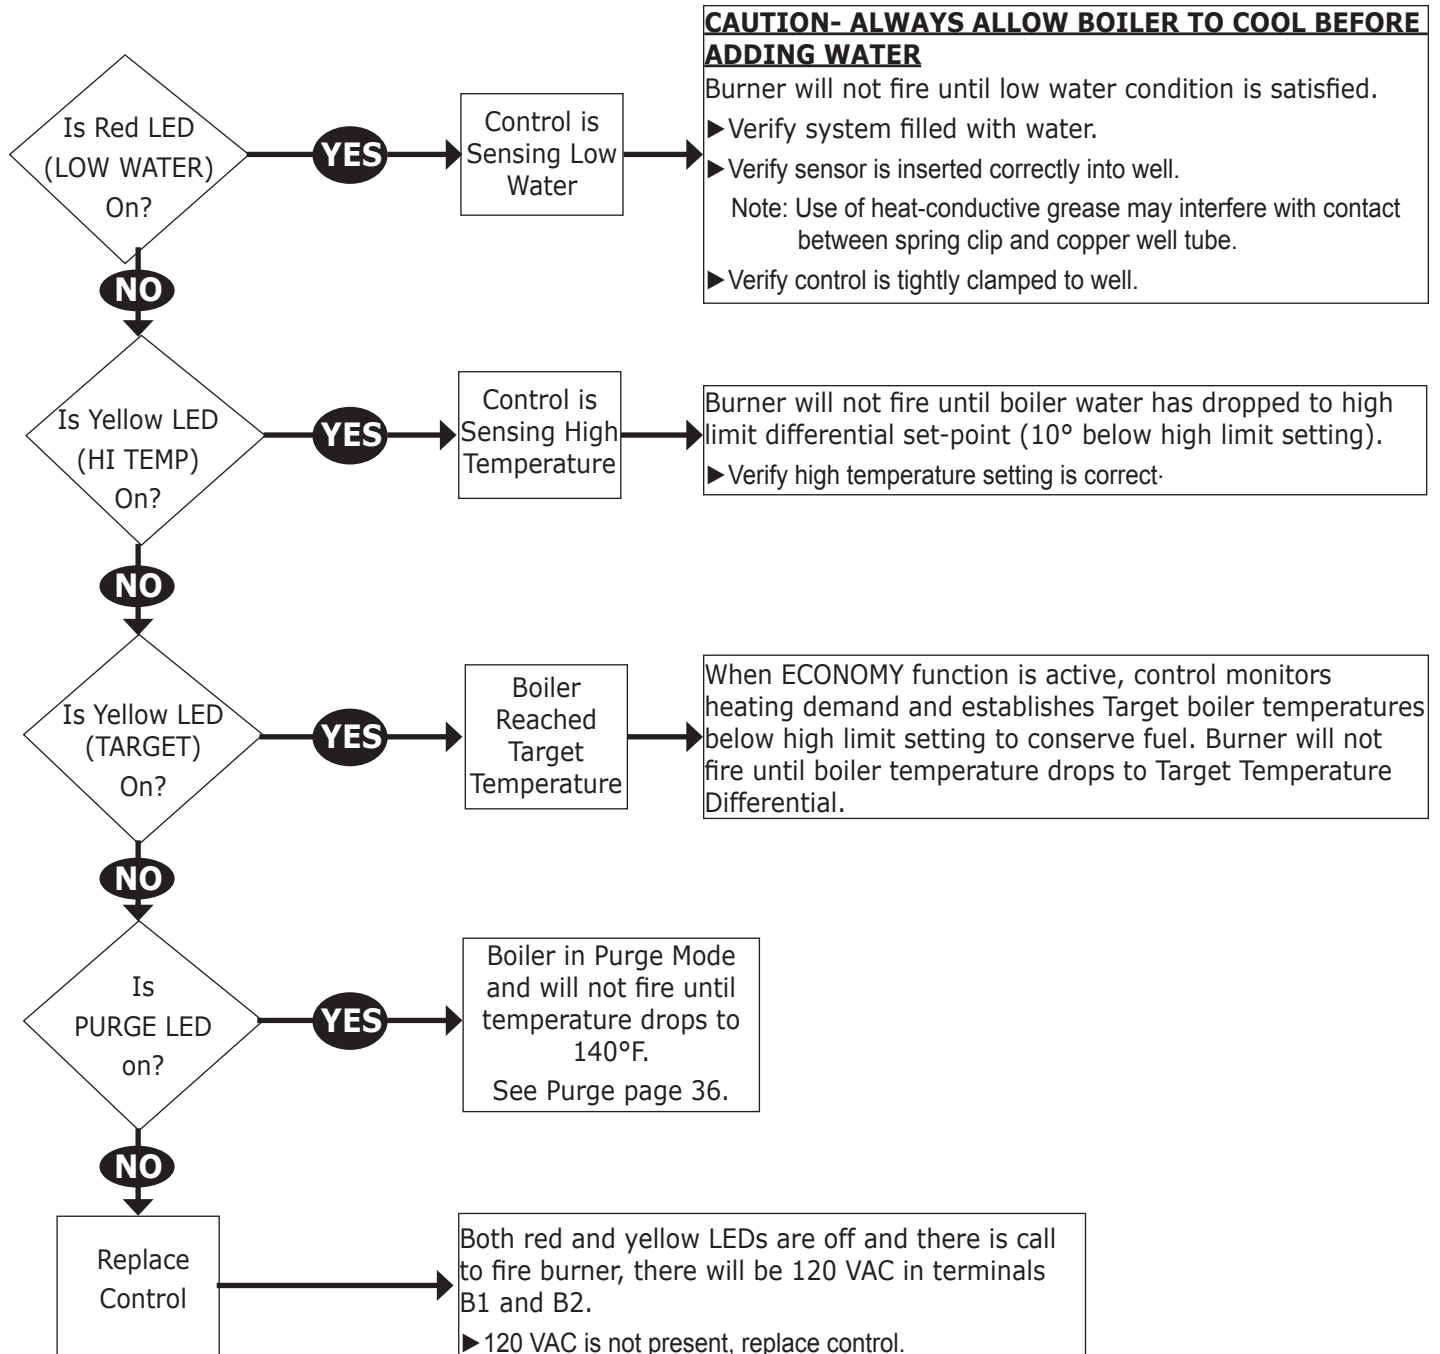 CAUTION- ALWAYS ALLOW BOILER TO COOL BEFORE
ADDING WATER
Burner will not fire until low water condition is satisfied.
►Verify system filled with water.
►Verify sensor is inserted correctly into well.
Note: Use of heat-conductive grease may interfere with contact
between spring clip and copper well tube.
►Verify control is tightly clamped to well.
Is Red LED
(LOW WATER)
On?
YES
Control is
Sensing Low
Water
NO
Is Yellow LED
(HI TEMP)
On?
YES
Control is
Sensing High
Temperature
Burner will not fire until boiler water has dropped to high
limit differential set-point (10° below high limit setting).
►Verify high temperature setting is correct·
NO
Is Yellow LED
(TARGET)
On?
YES
Boiler
Reached
Target
Temperature
When ECONOMY function is active, control monitors
heating demand and establishes Target boiler temperatures
below high limit setting to conserve fuel. Burner will not
fire until boiler temperature drops to Target Temperature
Differential.
NO
Is
PURGE LED
on?
YES
Boiler in Purge Mode
and will not fire until
temperature drops to
140°F.
See Purge page 36.
NO
Replace
Control
Both red and yellow LEDs are off and there is call
to fire burner, there will be 120 VAC in terminals
B1 and B2.
►120 VAC is not present, replace control.